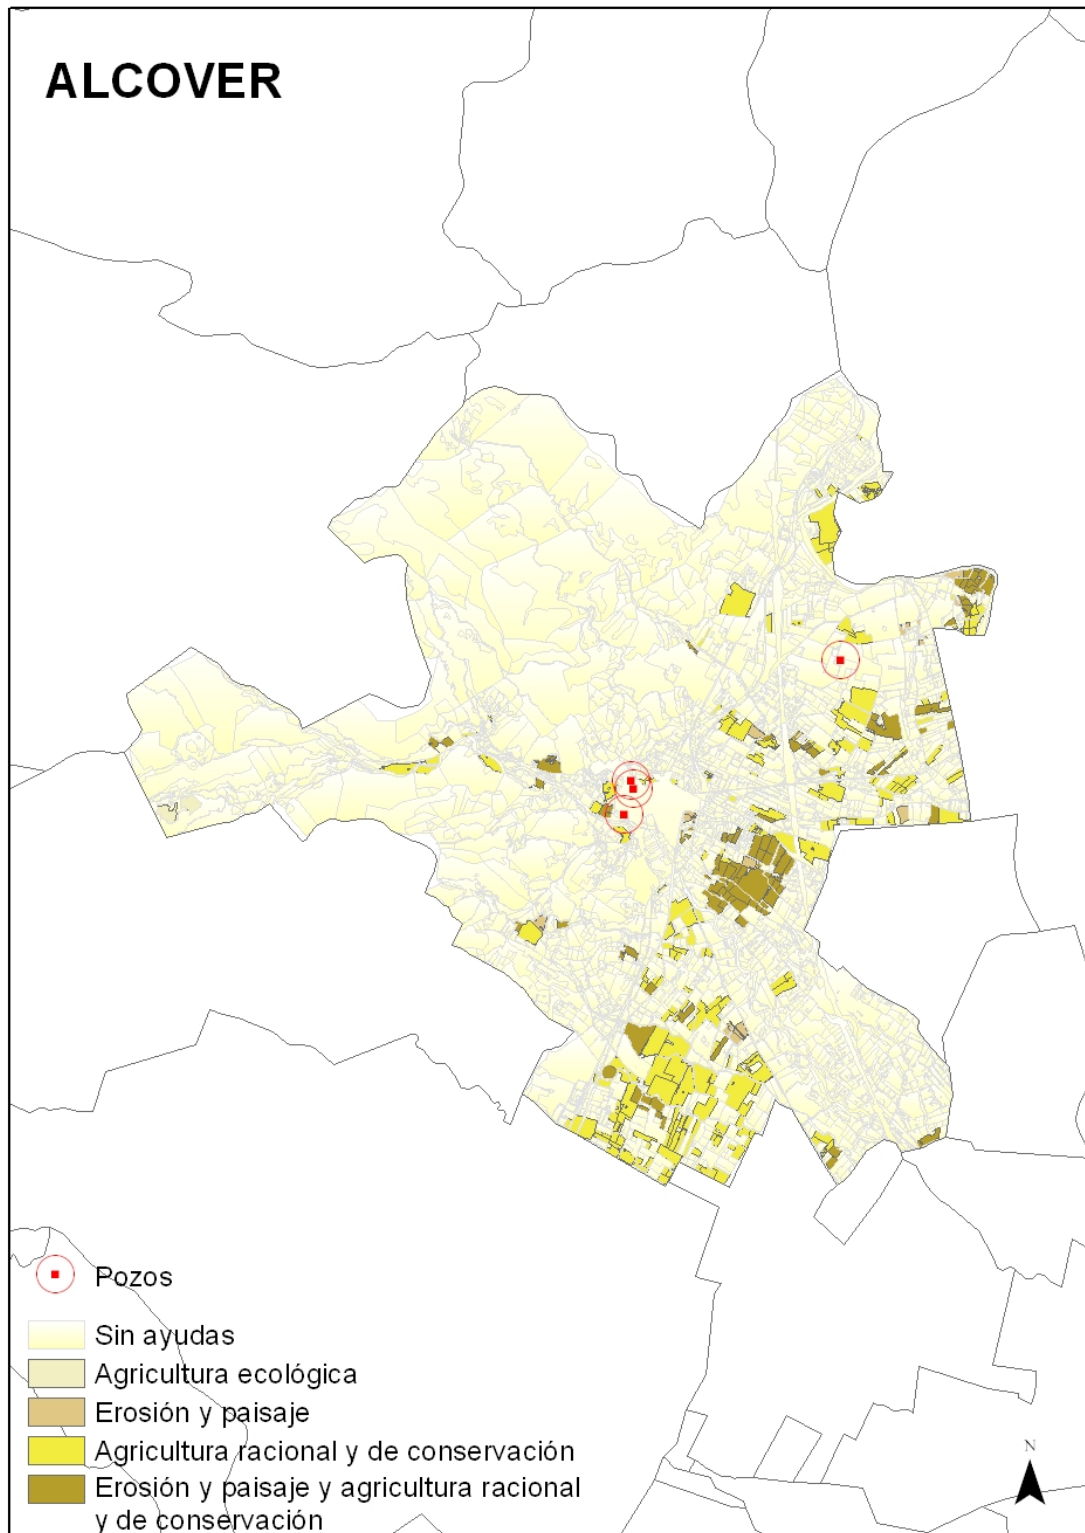 ALCOVER
Pozos
Sin ayudas
Agricultura ecológica
Erosión y paisaje
Agricultura racional y de conservación
Erosión y paisaje y agricultura racional
y de conservación
N